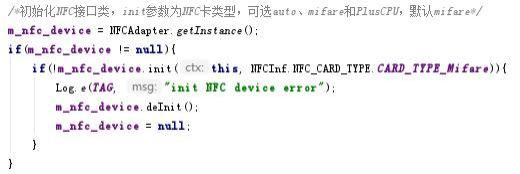 /*初始化NFC接口类，init参数为NFC卡类型，可选auto、mifare和PlusCPU，默认mifare*/
m_nfc_device = NFCAdapter.getInstance();
if(m_nfc_device != null){
if(!m_nfc_device.init( ctx: this, NFCInf.NFC_CARD_TYPE.CARD_TYPE_Mifare)){
Log.e(TAG, msg: "init NFC device error");
m_nfc_device.deInit();
m_nfc_device = null;
}
}